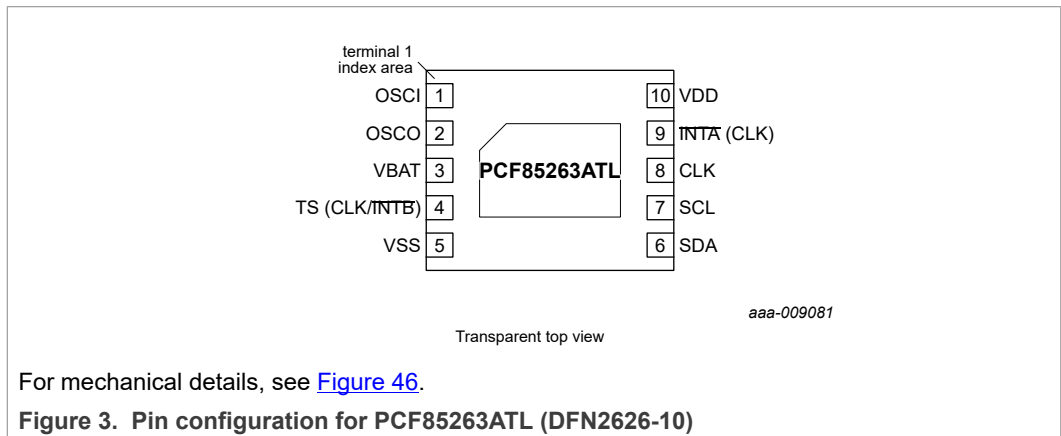 terminal 1
index area
OSCI 1
10 VDD
OSCO 2
9 INTA (CLK)
VBAT 3
PCF85263ATL
8 CLK
TS (CLK/INTB) 4
7 SCL
VSS 5
6 SDA
aaa-009081
Transparent top view
For mechanical details, see Figure 46.
Figure 3. Pin configuration for PCF85263ATL (DFN2626-10)